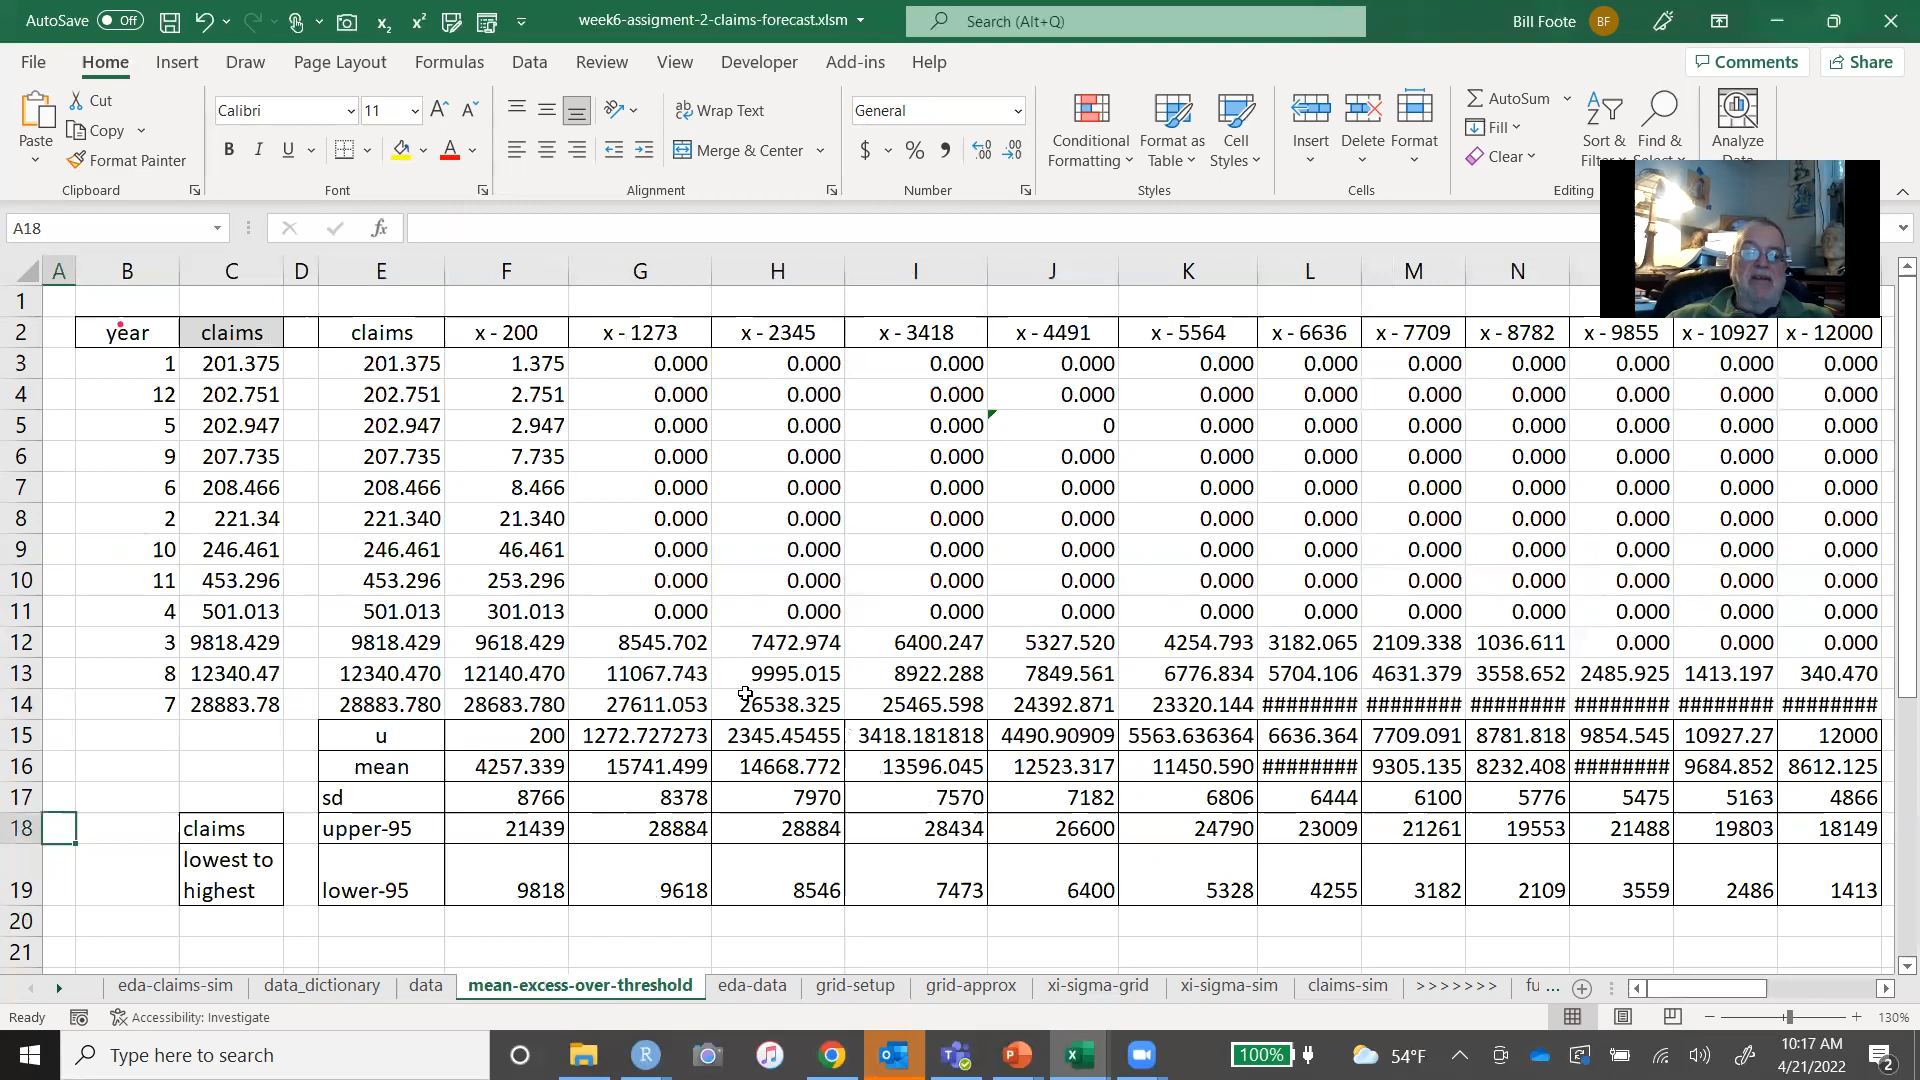 AutoSave Off week6-assigment-2-claims-forecast.xlsm Search (Alt+Q) Bill Foote BF
File Home Insert Draw Page Layout Formulas Data Review View Developer Add-ins Help Comments Share
Paste Cut Copy Format Painter
Calibri 11
B I U A
Wrap Text
Merge & Center
General
$ % 9
Conditional Formatting
Format as Table
Cell Styles
Insert Delete Format
AutoSum
Fill
Clear
Sort & Filter
Find & Select
Analyze Data
Clipboard Font Alignment Number Styles Cells Editing
A18 fx
A B C D E F G H I J K L M N
1
2 year claims claims x - 200 x - 1273 x - 2345 x - 3418 x - 4491 x - 5564 x - 6636 x - 7709 x - 8782 x - 9855 x - 10927 x - 12000
3 1 201.375 201.375 1.375 0.000 0.000 0.000 0.000 0.000 0.000 0.000 0.000 0.000 0.000 0.000
4 12 202.751 202.751 2.751 0.000 0.000 0.000 0.000 0.000 0.000 0.000 0.000 0.000 0.000 0.000
5 5 202.947 202.947 2.947 0.000 0.000 0.000 0 0.000 0.000 0.000 0.000 0.000 0.000 0.000
6 9 207.735 207.735 7.735 0.000 0.000 0.000 0.000 0.000 0.000 0.000 0.000 0.000 0.000 0.000
7 6 208.466 208.466 8.466 0.000 0.000 0.000 0.000 0.000 0.000 0.000 0.000 0.000 0.000 0.000
8 2 221.34 221.340 21.340 0.000 0.000 0.000 0.000 0.000 0.000 0.000 0.000 0.000 0.000 0.000
9 10 246.461 246.461 46.461 0.000 0.000 0.000 0.000 0.000 0.000 0.000 0.000 0.000 0.000 0.000
10 11 453.296 453.296 253.296 0.000 0.000 0.000 0.000 0.000 0.000 0.000 0.000 0.000 0.000 0.000
11 4 501.013 501.013 301.013 0.000 0.000 0.000 0.000 0.000 0.000 0.000 0.000 0.000 0.000 0.000
12 3 9818.429 9818.429 9618.429 8545.702 7472.974 6400.247 5327.520 4254.793 3182.065 2109.338 1036.611 0.000 0.000 0.000
13 8 12340.47 12340.470 12140.470 11067.743 9995.015 8922.288 7849.561 6776.834 5704.106 4631.379 3558.652 2485.925 1413.197 340.470
14 7 28883.78 28883.780 28683.780 27611.053 26538.325 25465.598 24392.871 23320.144 ######## ######## ######## ######## ######## ########
15 u 200 1272.727273 2345.45455 3418.181818 4490.90909 5563.636364 6636.364 7709.091 8781.818 9854.545 10927.27 12000
16 mean 4257.339 15741.499 14668.772 13596.045 12523.317 11450.590 ######## 9305.135 8232.408 ######## 9684.852 8612.125
17 sd 8766 8378 7970 7570 7182 6806 6444 6100 5776 5475 5163 4866
18 claims upper-95 21439 28884 28884 28434 26600 24790 23009 21261 19553 21488 19803 18149
19 lowest to highest lower-95 9818 9618 8546 7473 6400 5328 4255 3182 2109 3559 2486 1413
20
21
eda-claims-sim data_dictionary data mean-excess-over-threshold eda-data grid-setup grid-approx xi-sigma-grid xi-sigma-sim claims-sim >>>>>>> fu ...
Ready Accessibility: Investigate 130%
Type here to search 100% 54°F 10:17 AM
4/21/2022 2